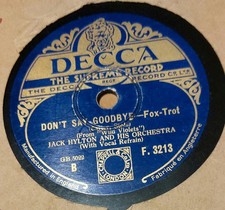 DECCA
THE SUPREME RECORD
THE DECCA
RECORD CO LTD
DON'T SAY GOODBYE—Fox-Trot
(From "Wild Violets")
JACK HYLTON AND HIS ORCHESTRA
(With Vocal Refrain)
B
F. 3213
Made in England
Fabriqué en Angleterre